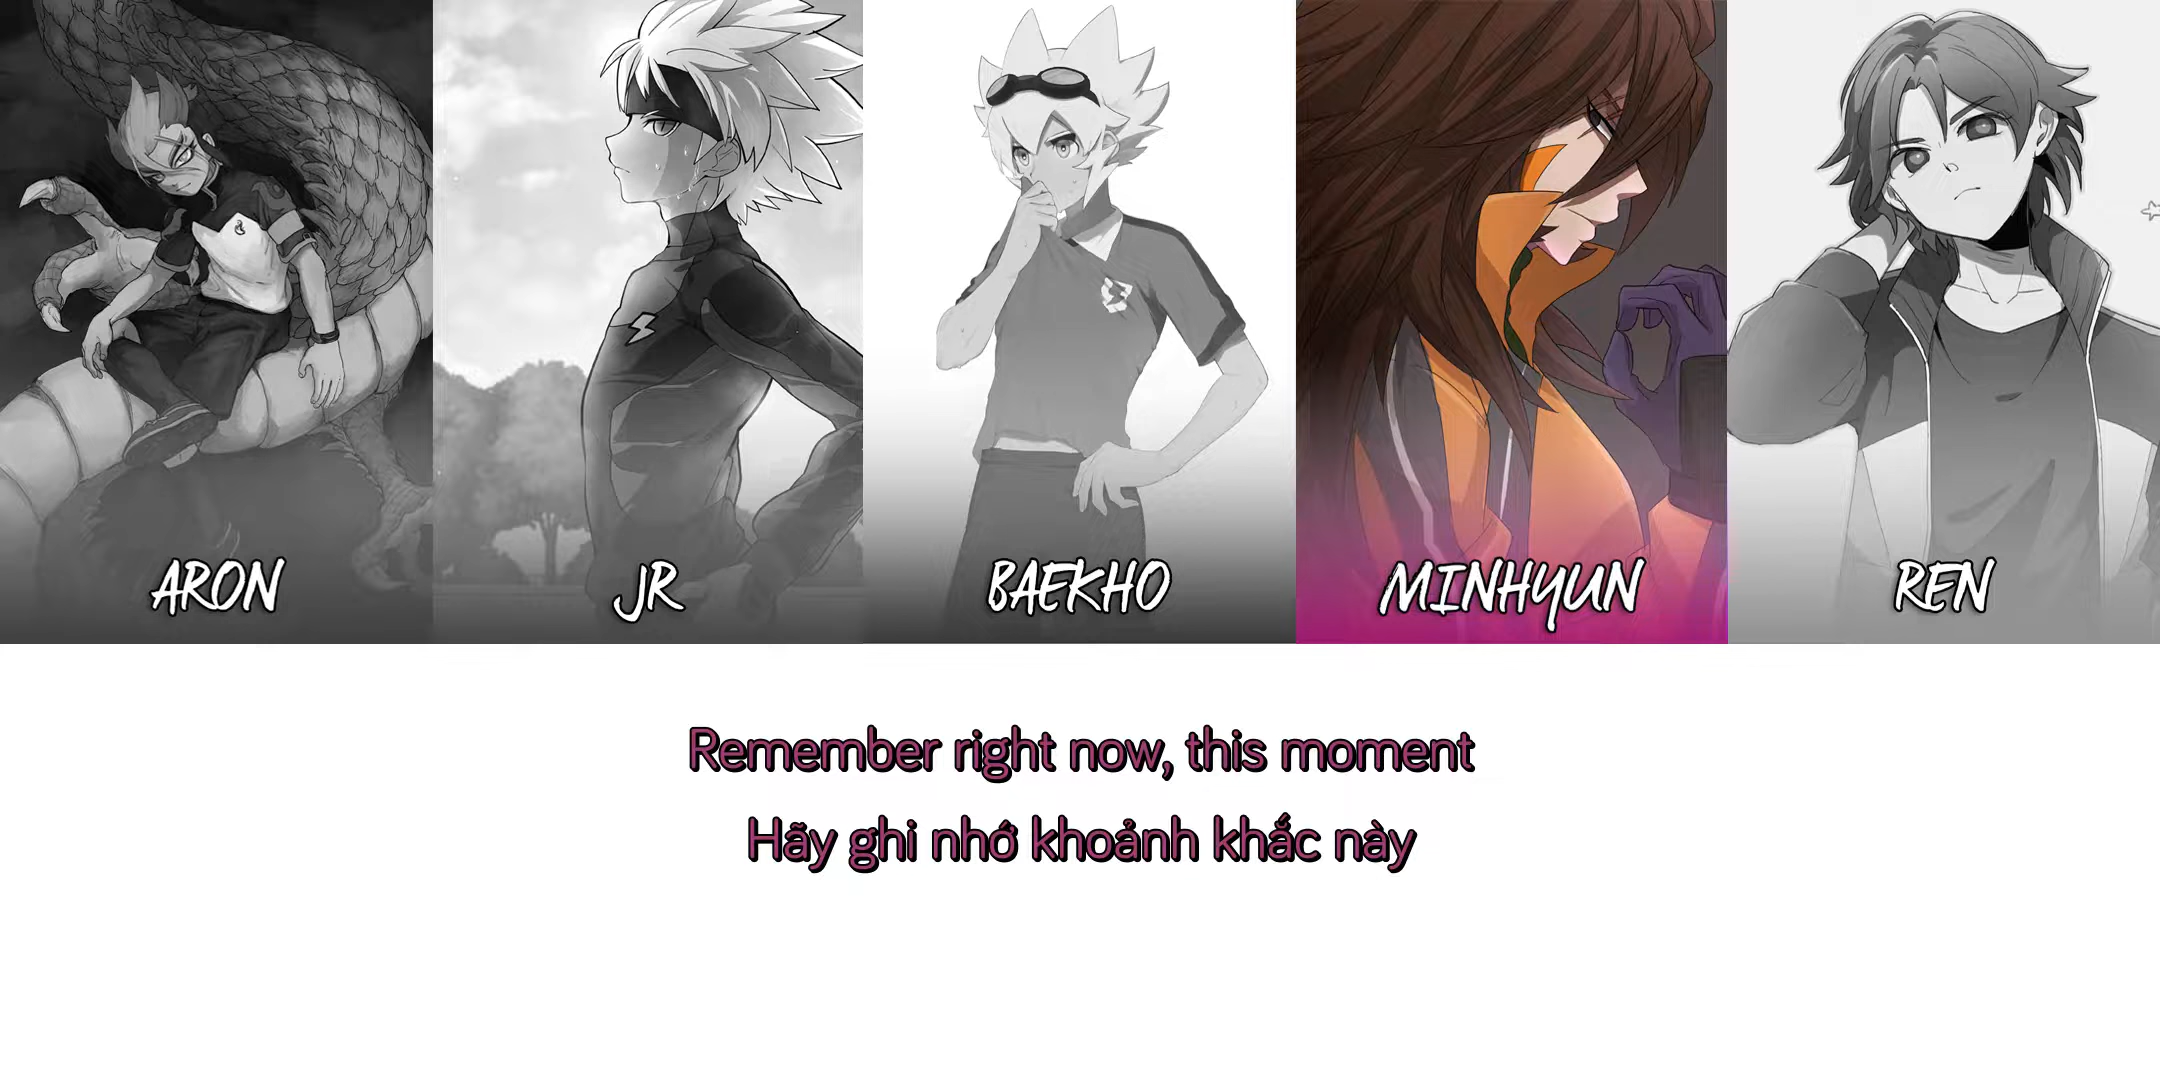 ARON
JR
BAEKHO
MINHYUN
REN
Remember right now, this moment
Hãy ghi nhớ khoảnh khắc này